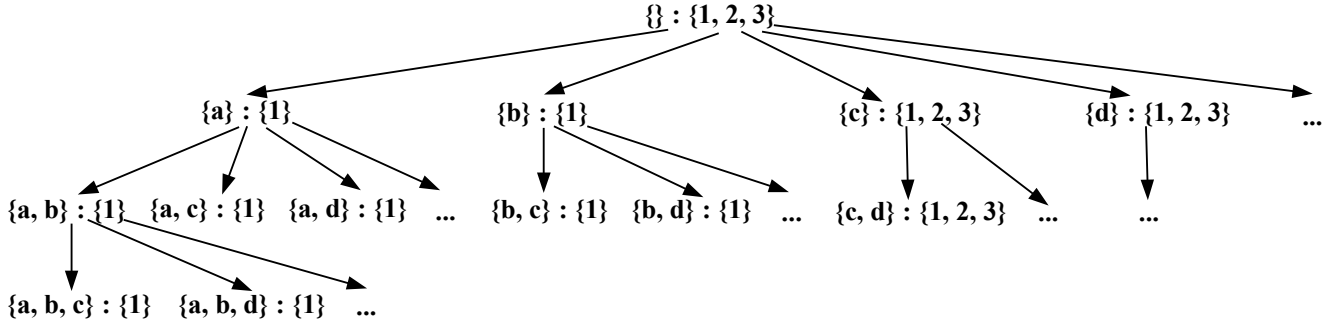 {} : {1, 2, 3}
{a} : {1} {b} : {1} {c} : {1, 2, 3} {d} : {1, 2, 3} ...
{a, b} : {1} {a, c} : {1} {a, d} : {1} ... {b, c} : {1} {b, d} : {1} ... {c, d} : {1, 2, 3} ... ...
{a, b, c} : {1} {a, b, d} : {1} ...